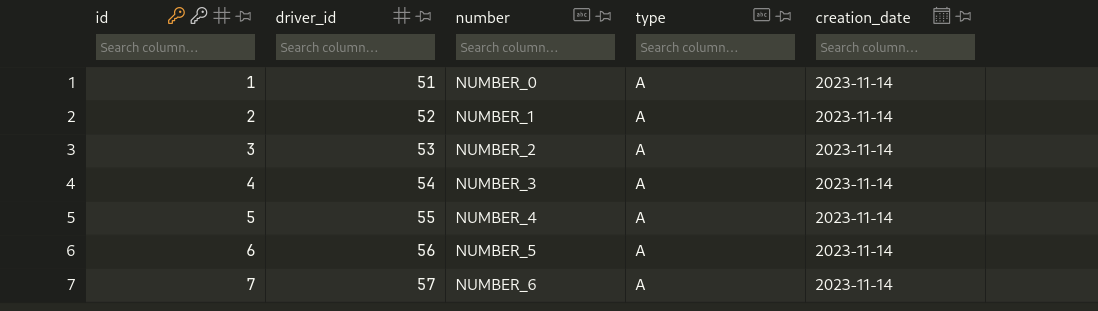 id driver_id number type creation_date
Search column... Search column... Search column... Search column... Search column...
1 1 51 NUMBER_0 A 2023-11-14
2 2 52 NUMBER_1 A 2023-11-14
3 3 53 NUMBER_2 A 2023-11-14
4 4 54 NUMBER_3 A 2023-11-14
5 5 55 NUMBER_4 A 2023-11-14
6 6 56 NUMBER_5 A 2023-11-14
7 7 57 NUMBER_6 A 2023-11-14